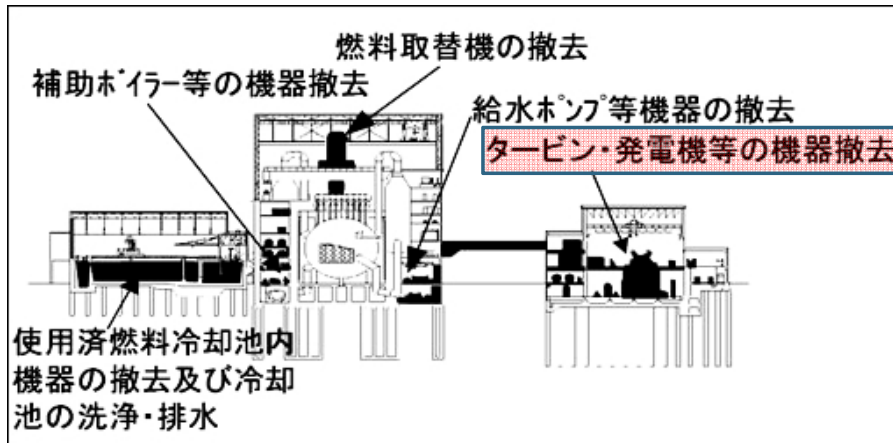 燃料取替機の撤去
補助ﾎﾞｲﾗｰ等の機器撤去
給水ﾎﾟﾝﾌﾟ等機器の撤去
タービン・発電機等の機器撤去
使用済燃料冷却池内
機器の撤去及び冷却
池の洗浄・排水